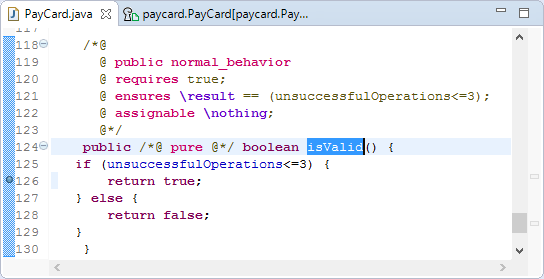 PayCard.java
paycard.PayCard[paycard.Pay...
117
118 /*@
119 @ public normal_behavior
120 @ requires true;
121 @ ensures \result == (unsuccessfulOperations<=3);
122 @ assignable \nothing;
123 @*/
124 public /*@ pure @*/ boolean isValid() {
125 if (unsuccessfulOperations<=3) {
126 return true;
127 } else {
128 return false;
129 }
130 }